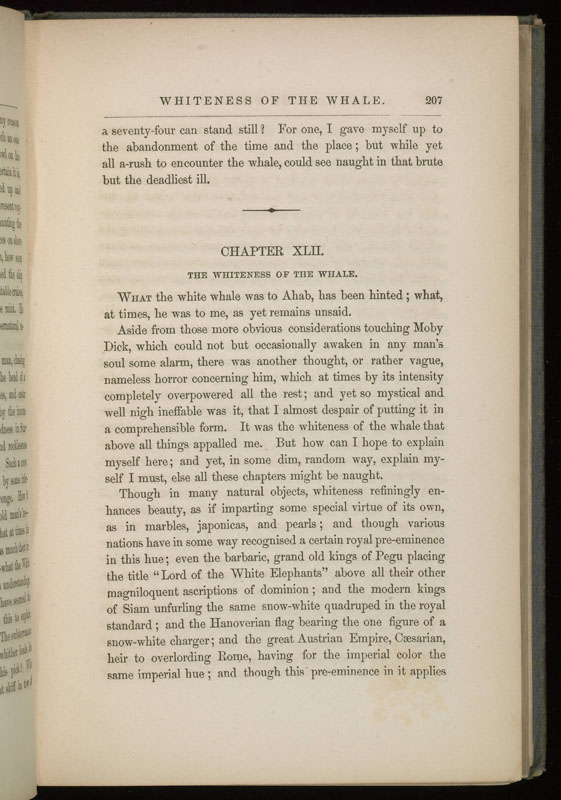 WHITENESS OF THE WHALE. 207
a seventy-four can stand still? For one, I gave myself up to
the abandonment of the time and the place; but while yet
all a-rush to encounter the whale, could see naught in that brute
but the deadliest ill.
CHAPTER XLII.
THE WHITENESS OF THE WHALE.
WHAT the white whale was to Ahab, has been hinted; what,
at times, he was to me, as yet remains unsaid.
Aside from those more obvious considerations touching Moby
Dick, which could not but occasionally awaken in any man's
soul some alarm, there was another thought, or rather vague,
nameless horror concerning him, which at times by its intensity
completely overpowered all the rest; and yet so mystical and
well nigh ineffable was it, that I almost despair of putting it in
a comprehensible form. It was the whiteness of the whale that
above all things appalled me. But how can I hope to explain
myself here; and yet, in some dim, random way, explain my-
self I must, else all these chapters might be naught.
Though in many natural objects, whiteness refiningly en-
hances beauty, as if imparting some special virtue of its own,
as in marbles, japonicas, and pearls; and though various
nations have in some way recognised a certain royal pre-eminence
in this hue; even the barbaric, grand old kings of Pegu placing
the title "Lord of the White Elephants" above all their other
magniloquent ascriptions of dominion; and the modern kings
of Siam unfurling the same snow-white quadruped in the royal
standard; and the Hanoverian flag bearing the one figure of a
snow-white charger; and the great Austrian Empire, Cæsarian,
heir to overlording Rome, having for the imperial color the
same imperial hue; and though this pre-eminence in it applies